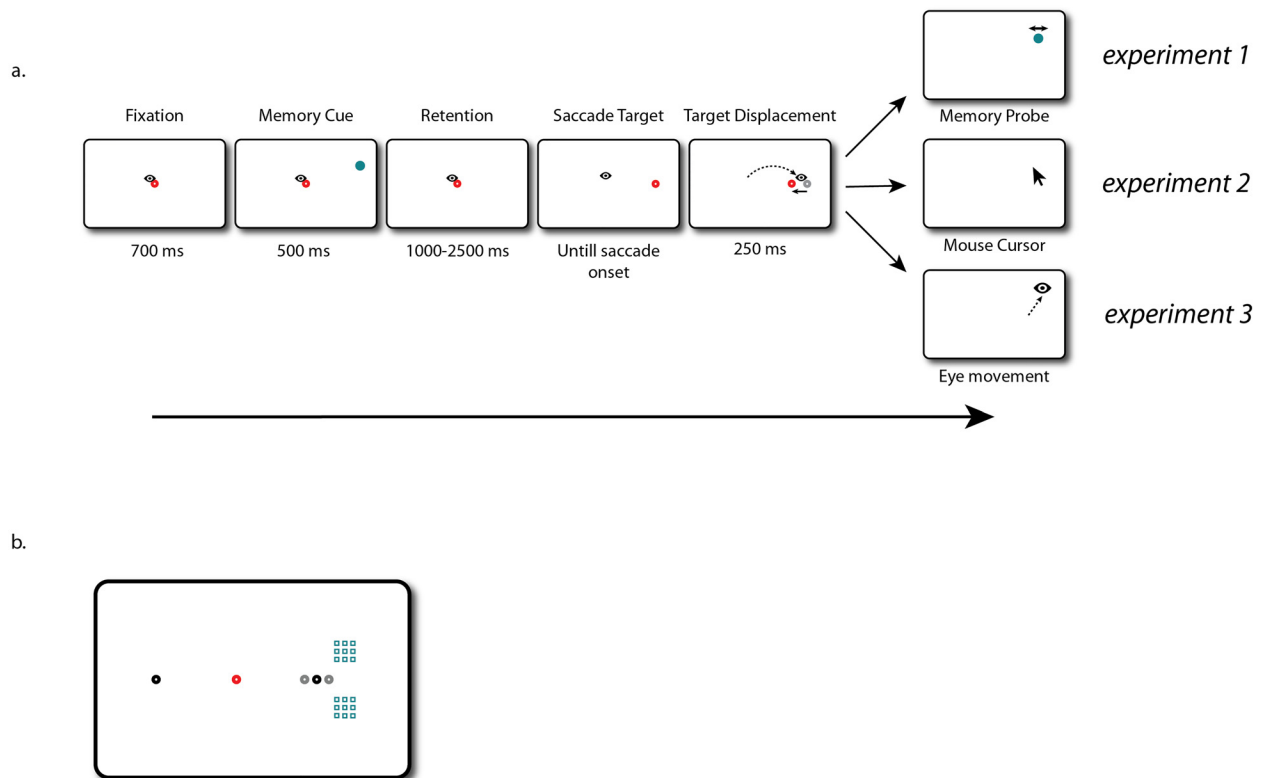 a.
Fixation
Memory Cue
Retention
Saccade Target
Target Displacement
700 ms
500 ms
1000-2500 ms
Untill saccade
onset
250 ms
experiment 1
Memory Probe
experiment 2
Mouse Cursor
experiment 3
Eye movement
b.